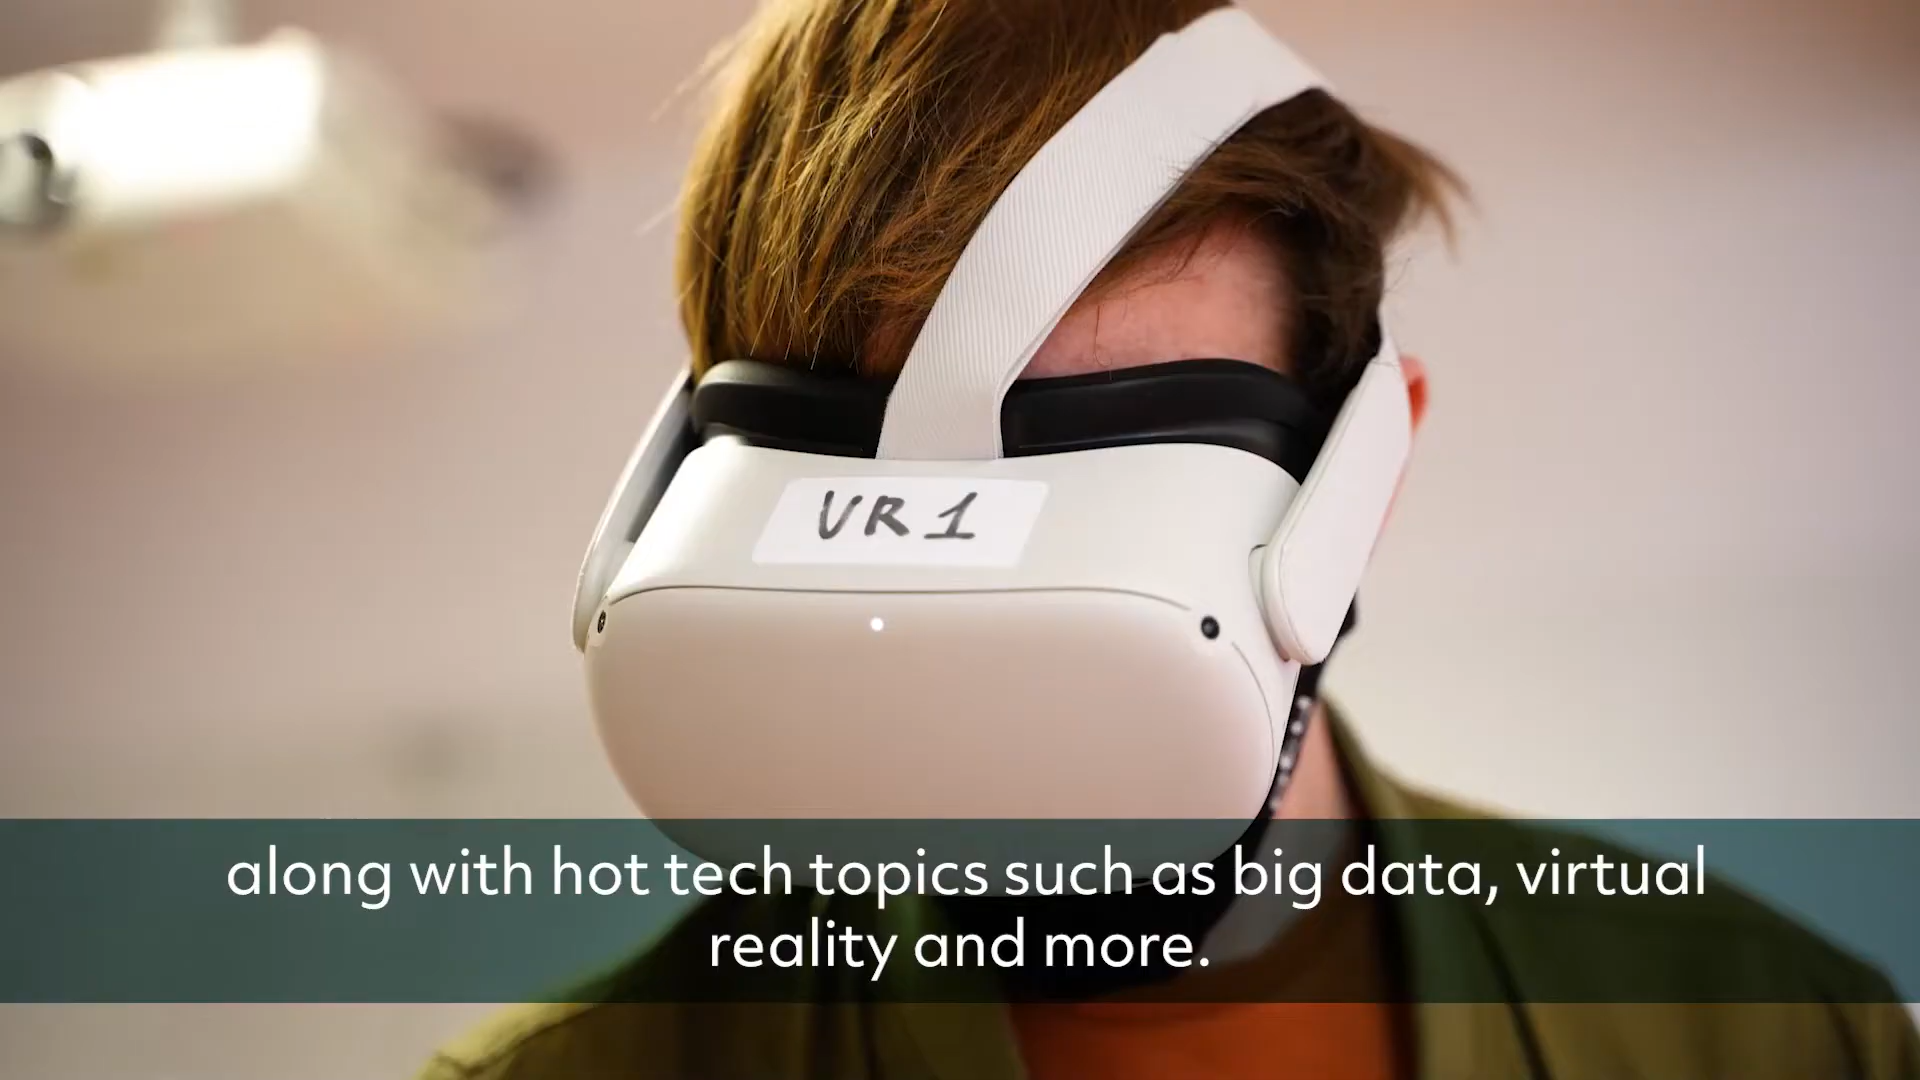 VR 1
along with hot tech topics such as big data, virtual
reality and more.